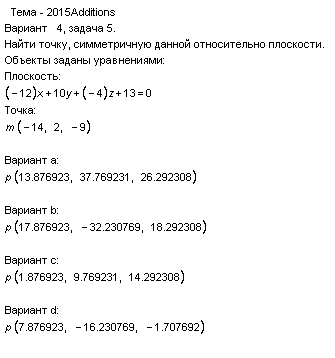 Тема - 2015Additions
Вариант 4, задача 5.
Найти точку, симметричную данной относительно плоскости.
Объекты заданы уравнениями:
Плоскость:
(−12)x+10y+(−4)z+13=0
Точка:
m(−14, 2, −9)
Вариант a:
p(13.876923, 37.769231, 26.292308)
Вариант b:
p(17.876923, −32.230769, 18.292308)
Вариант c:
p(1.876923, 9.769231, 14.292308)
Вариант d:
p(7.876923, −16.230769, −1.707692)